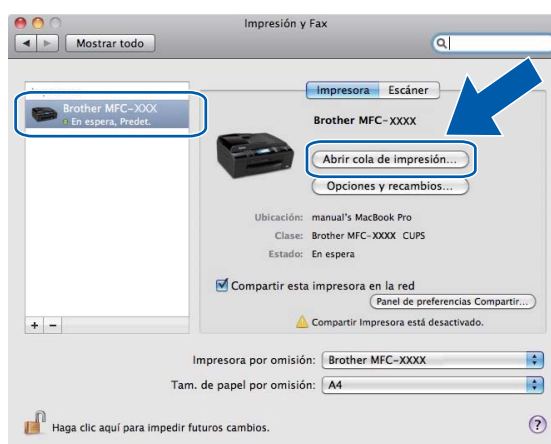 Impresión y Fax
Mostrar todo
Impresora Escáner
Brother MFC-XXX
En espera, Predet.
Brother MFC-XXXX
Abrir cola de impresión...
Opciones y recambios...
Ubicación: manual's MacBook Pro
Clase: Brother MFC-XXXX CUPS
Estado: En espera
Compartir esta impresora en la red
Panel de preferencias Compartir...
Compartir Impresora está desactivado.
+ −
Impresora por omisión: Brother MFC-XXXX
Tam. de papel por omisión: A4
Haga clic aquí para impedir futuros cambios.
?